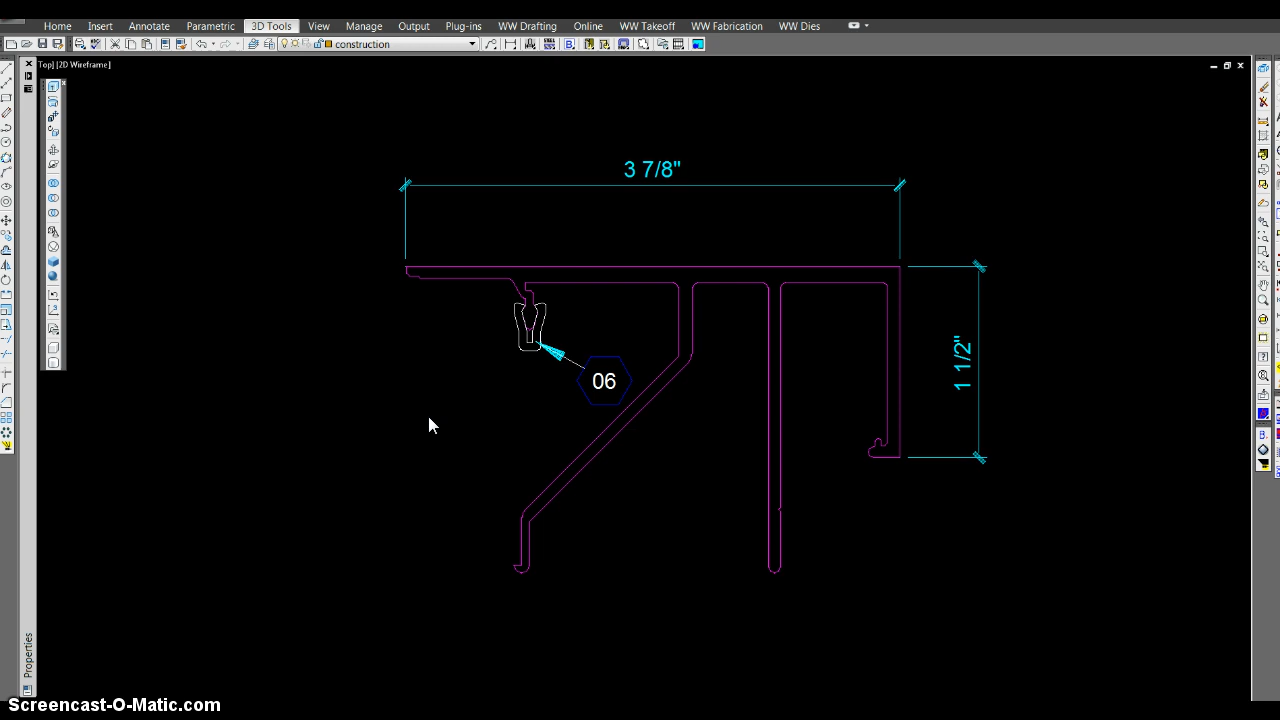 Home Insert Annotate Parametric 3D Tools View Manage Output Plug-ins WW Drafting Online WW Takeoff WW Fabrication WW Dies
construction
Top] [2D Wireframe]
3 7/8"
1 1/2"
06
Properties
Screencast-O-Matic.com